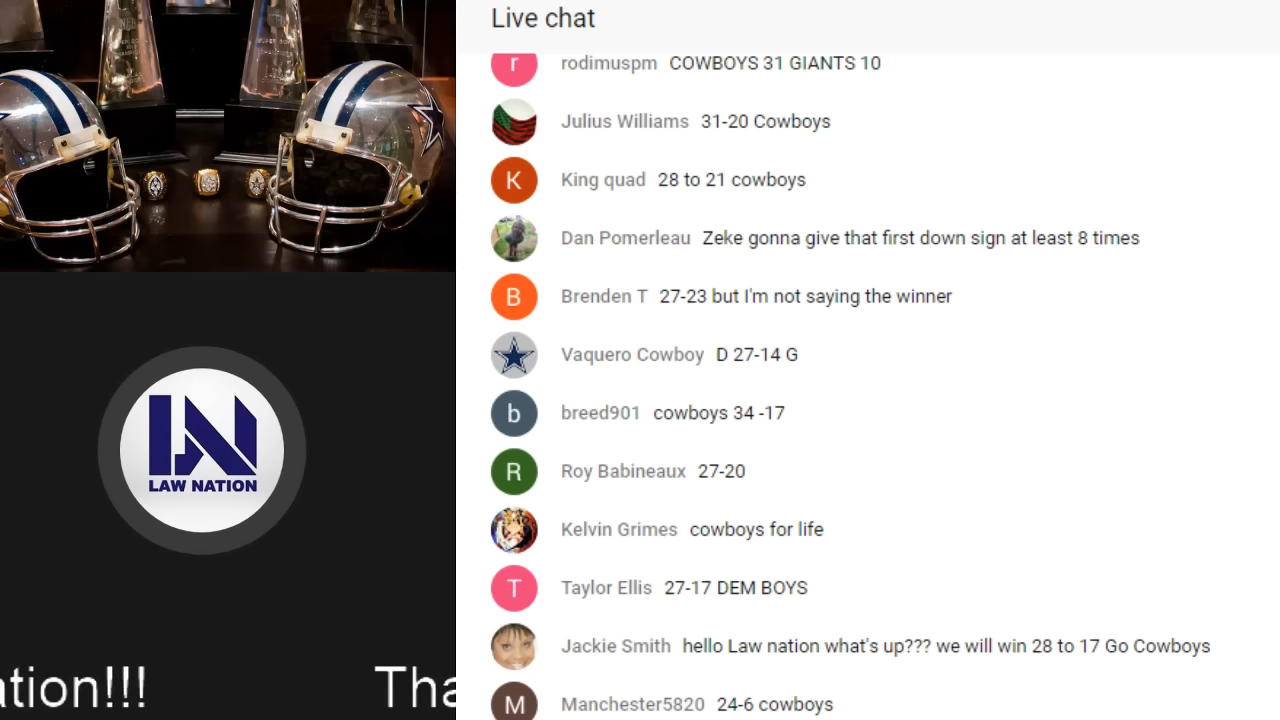 Live chat
r
rodimuspm COWBOYS 31 GIANTS 10
Julius Williams 31-20 Cowboys
K
King quad 28 to 21 cowboys
Dan Pomerleau Zeke gonna give that first down sign at least 8 times
B
Brenden T 27-23 but I'm not saying the winner
Vaquero Cowboy D 27-14 G
b
breed901 cowboys 34 -17
R
Roy Babineaux 27-20
Kelvin Grimes cowboys for life
T
Taylor Ellis 27-17 DEM BOYS
Jackie Smith hello Law nation what's up??? we will win 28 to 17 Go Cowboys
M
Manchester5820 24-6 cowboys
LN
LAW NATION
ation!!! Tha